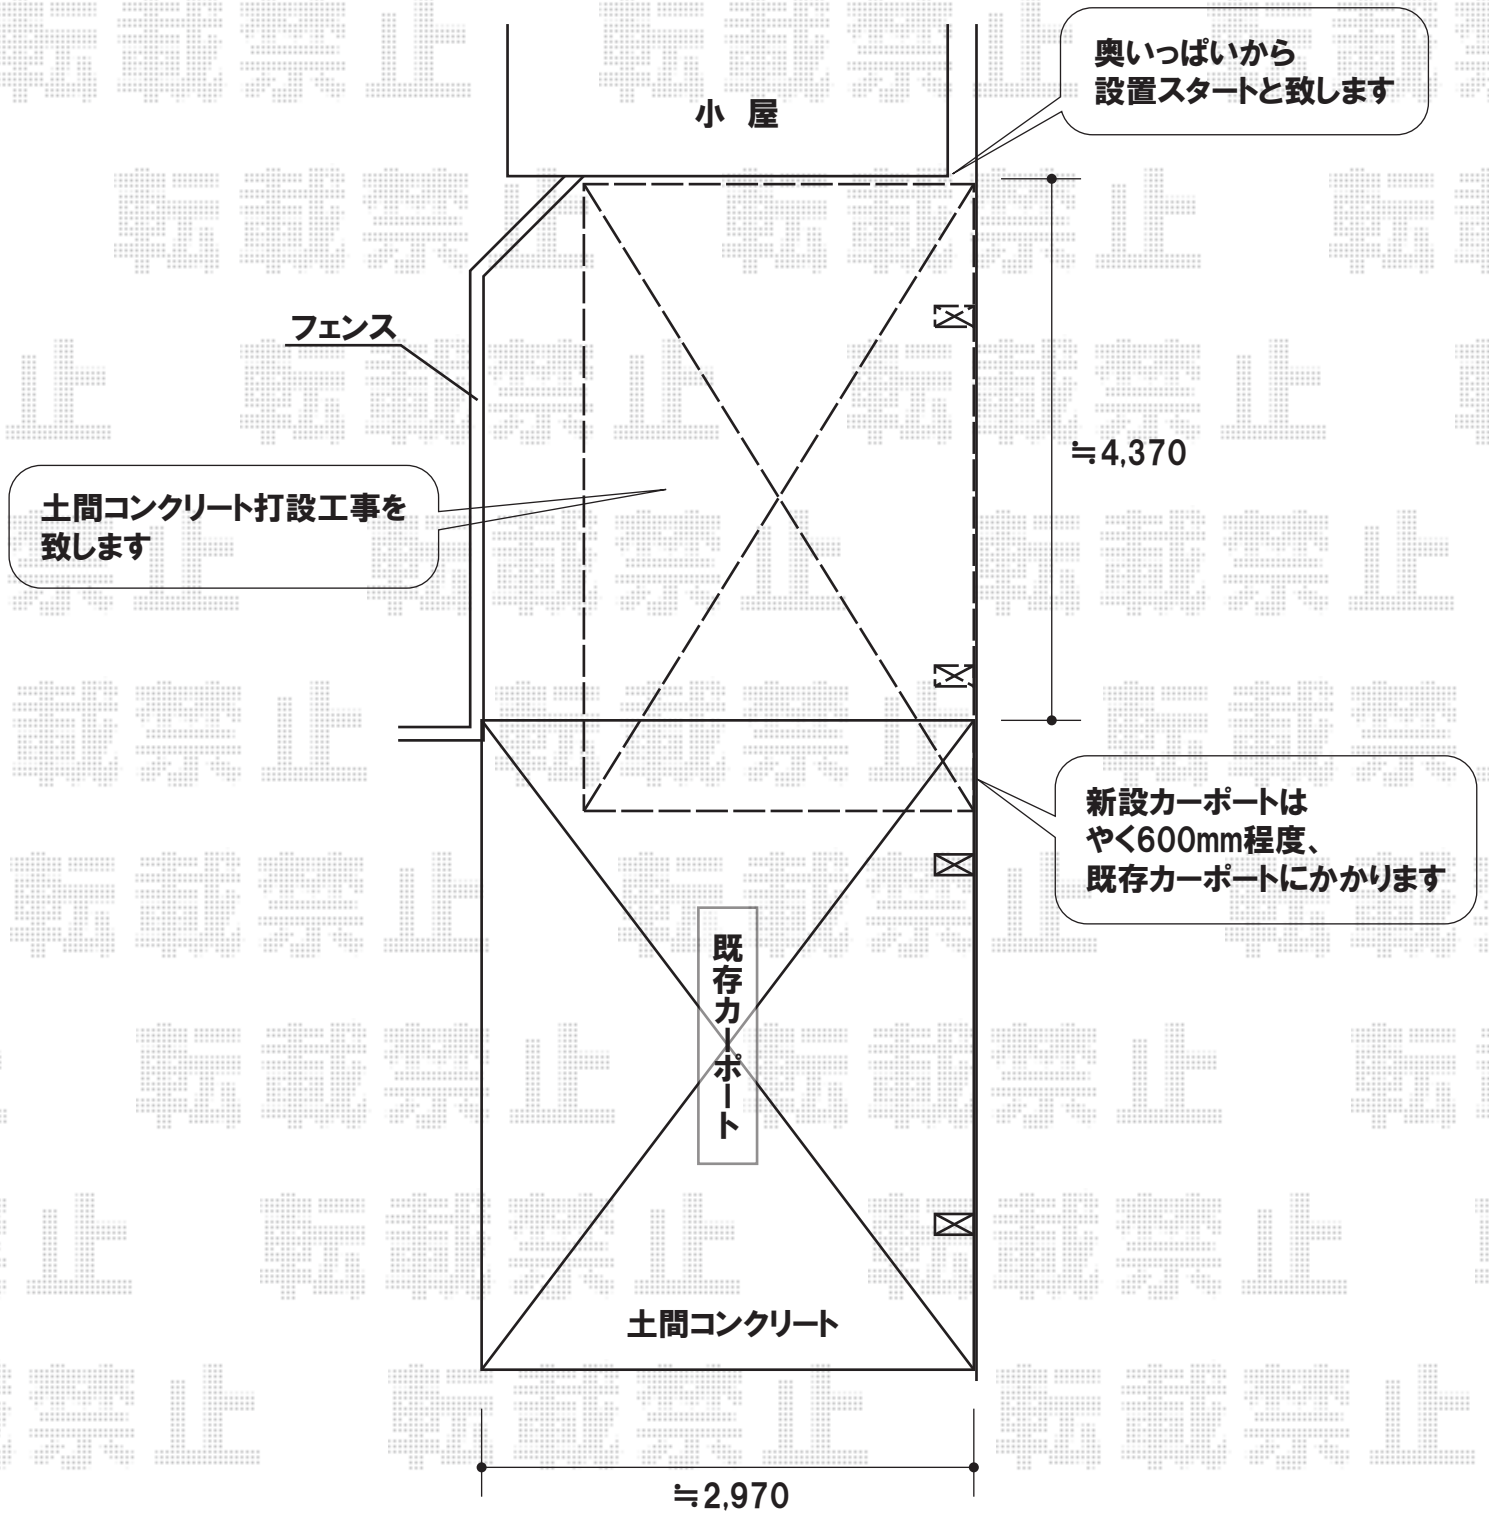 奥いっぱいから
設置スタートと致します
小 屋
フェンス
≒4,370
土間コンクリート打設工事を
致します
新設カーポートは
やく600mm程度、
既存カーポートにかかります
既存カーポート
土間コンクリート
≒2,970
転載禁止